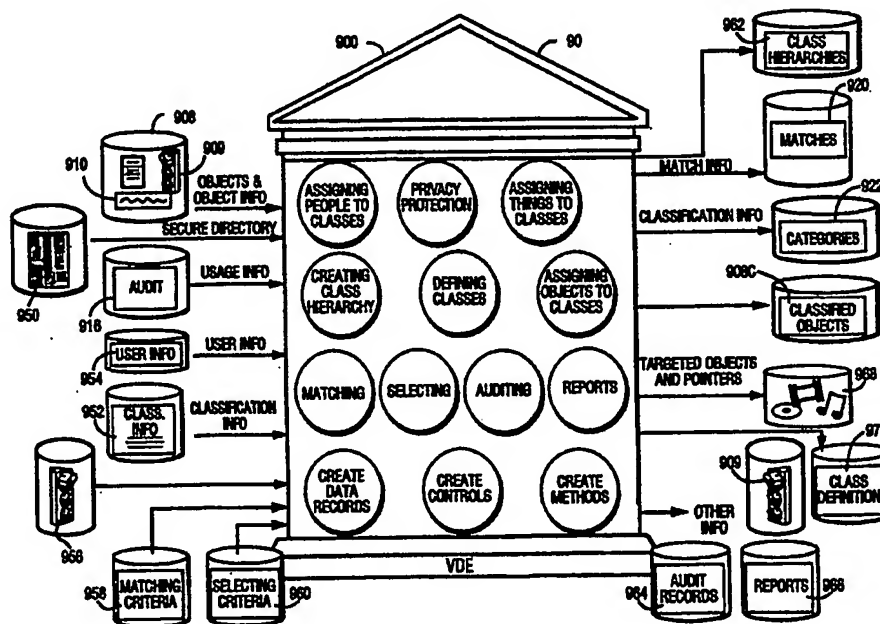 900
90
962
CLASS
HIERARCHIES
920
MATCHES
MATCH INFO
908
909
910
OBJECTS &
OBJECT INFO
SECURE DIRECTORY
950
ASSIGNING
PEOPLE TO
CLASSES
PRIVACY
PROTECTION
ASSIGNING
THINGS TO
CLASSES
CLASSIFICATION INFO
922
CATEGORIES
AUDIT
916
USAGE INFO
CREATING
CLASS
HIERARCHY
DEFINING
CLASSES
ASSIGNING
OBJECTS TO
CLASSES
908C
CLASSIFIED
OBJECTS
USER INFO
954
USER INFO
MATCHING
SELECTING
AUDITING
REPORTS
TARGETED OBJECTS
AND POINTERS
968
952
CLASS.
INFO
CLASSIFICATION
INFO
956
CREATE
DATA
RECORDS
CREATE
CONTROLS
CREATE
METHODS
OTHER
INFO
909
97
CLASS
DEFINITION
MATCHING
CRITERIA
958
SELECTING
CRITERIA
960
VDE
AUDIT
RECORDS
964
REPORTS
966